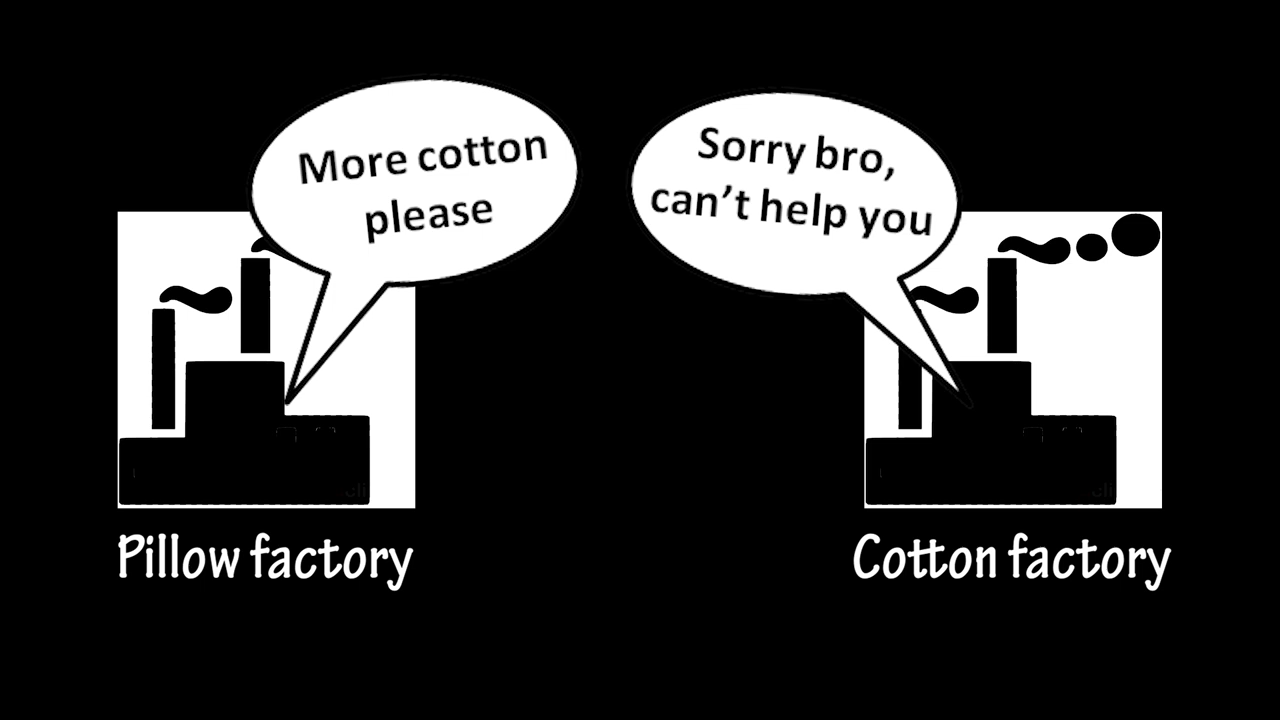 More cotton
please
Sorry bro,
can't help you
Pillow factory
Cotton factory